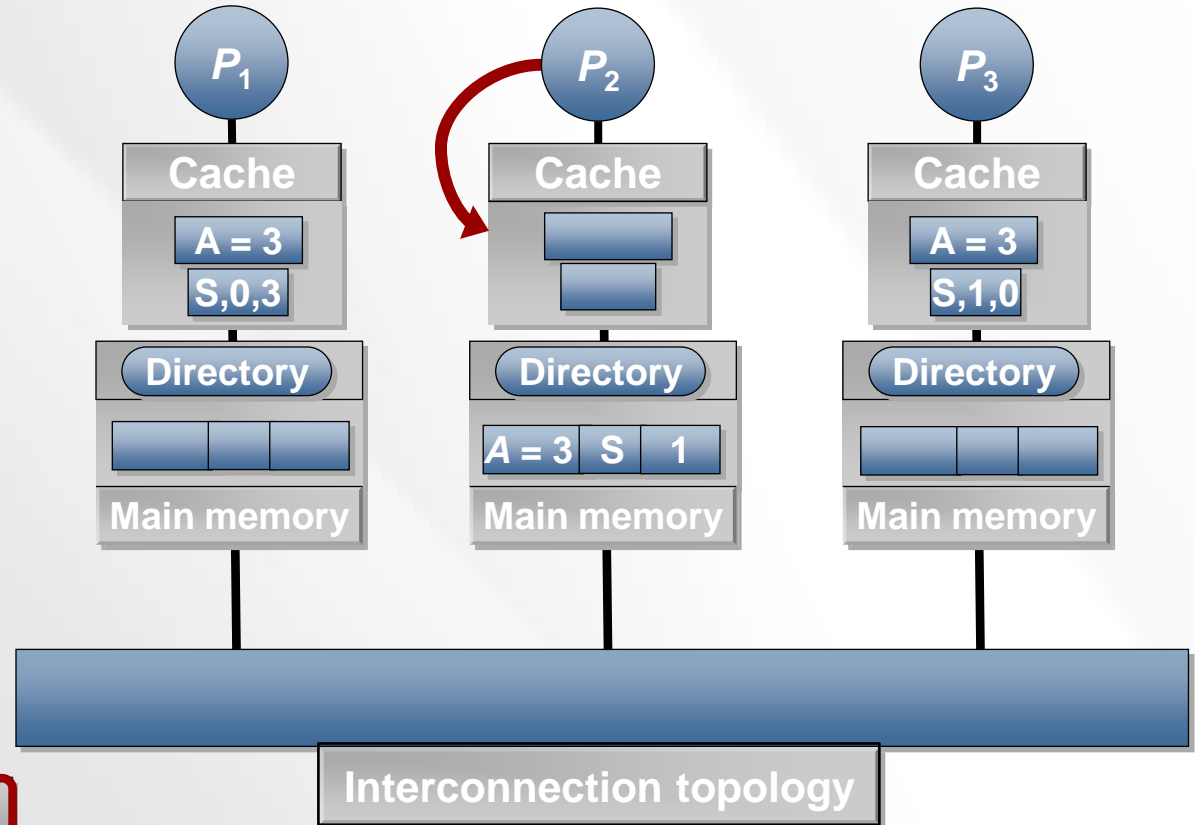 P1
P2
P3
Cache
Cache
Cache
A = 3
A = 3
S,0,3
S,1,0
Directory
Directory
Directory
A = 3 S 1
Main memory
Main memory
Main memory
Interconnection topology